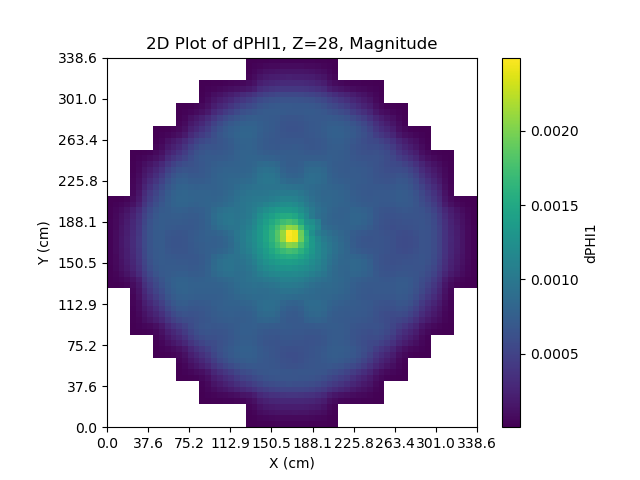 2D Plot of dPHI1, Z=28, Magnitude
338.6
301.0
263.4
225.8
188.1
150.5
112.9
75.2
37.6
0.0
Y (cm)
0.0 37.6 75.2 112.9 150.5 188.1 225.8 263.4 301.0 338.6
X (cm)
0.0020
0.0015
0.0010
0.0005
dPHI1